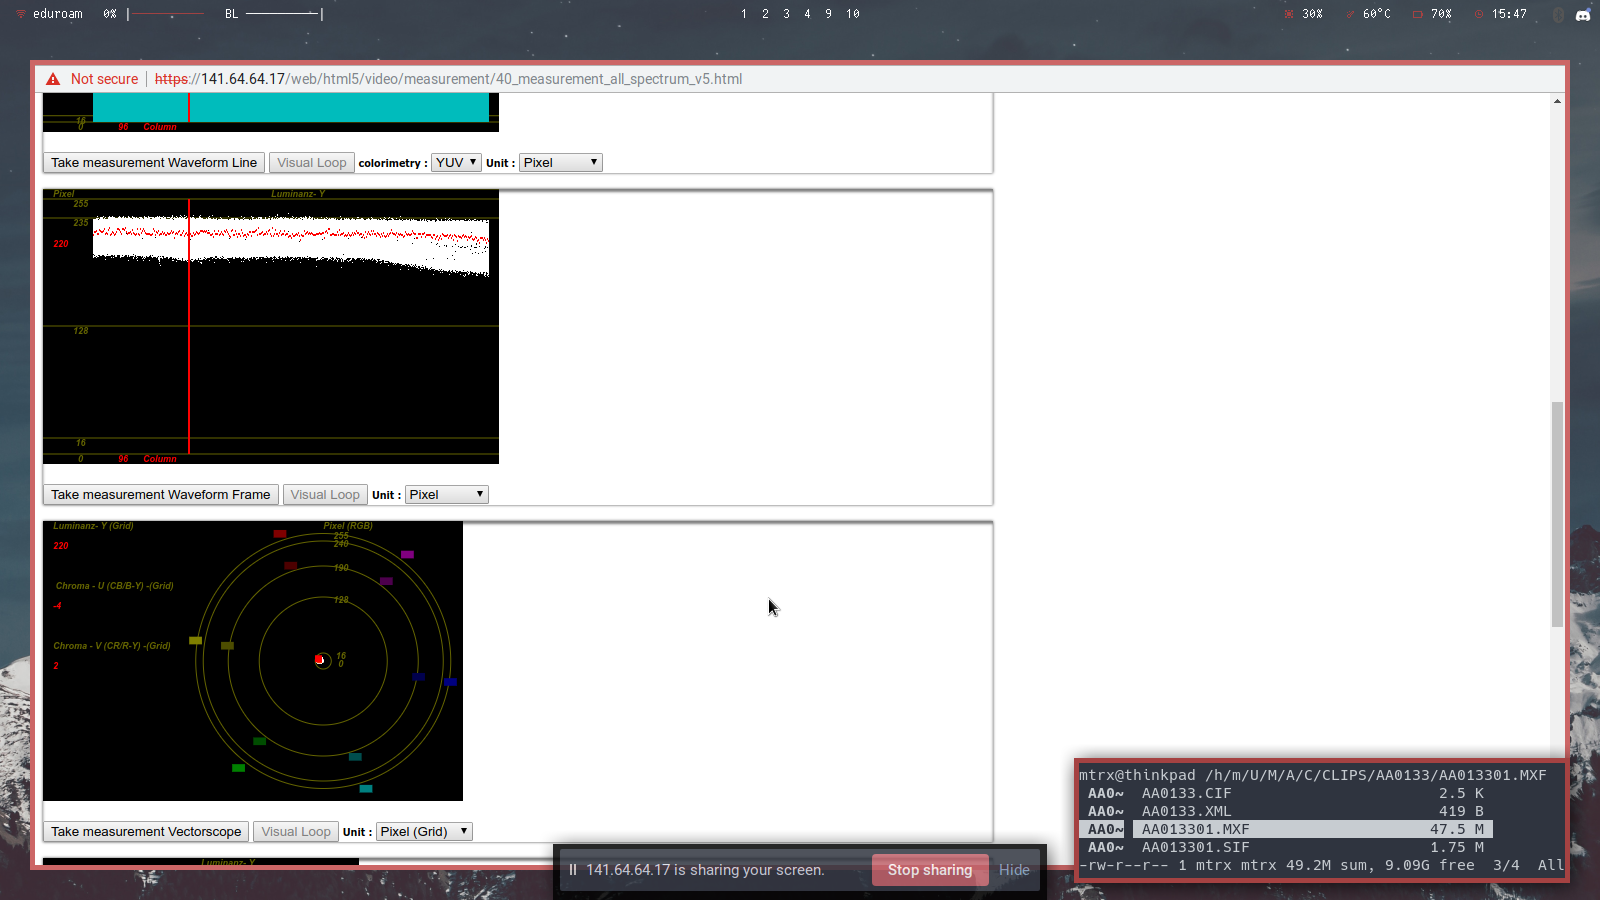 eduroam 0% BL 1 2 3 4 9 10 30% 60°C 70% 15:47
Not secure https://141.64.64.17/web/html5/video/measurement/40_measurement_all_spectrum_v5.html
16
0 96 Column
Take measurement Waveform Line Visual Loop colorimetry : YUV Unit : Pixel
Pixel Luminanz- Y
255
235
220
128
16
0 96 Column
Take measurement Waveform Frame Visual Loop Unit : Pixel
Luminanz- Y (Grid) Pixel (RGB)
255
240
220
190
Chroma - U (CB/B-Y) -(Grid)
128
-4
Chroma - V (CR/R-Y) -(Grid)
16
0
2
Take measurement Vectorscope Visual Loop Unit : Pixel (Grid)
Luminanz- Y
141.64.64.17 is sharing your screen. Stop sharing Hide
mtrx@thinkpad /h/m/U/M/A/C/CLIPS/AA0133/AA013301.MXF
AA0~ AA0133.CIF 2.5 K
AA0~ AA0133.XML 419 B
AA0~ AA013301.MXF 47.5 M
AA0~ AA013301.SIF 1.75 M
-rw-r--r-- 1 mtrx mtrx 49.2M sum, 9.09G free 3/4 All